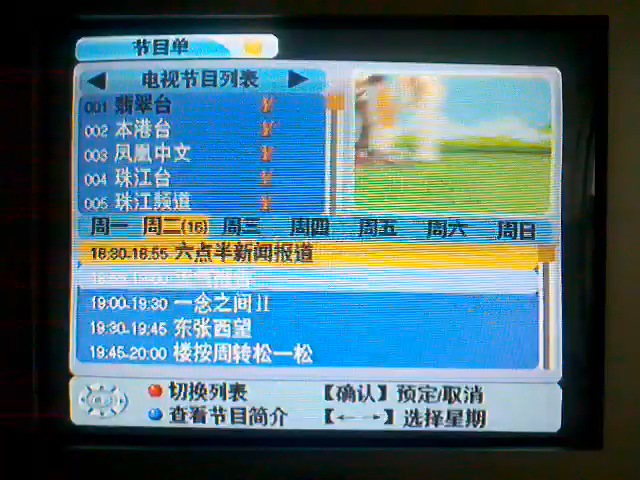 节目单
电视节目列表
001 翡翠台
002 本港台
003 凤凰中文
004 珠江台
005 珠江频道
周一 周二(16) 周三 周四 周五 周六 周日
18:30-18:55 六点半新闻报道
19:00-19:30 一念之间II
19:30-19:45 东张西望
19:45-20:00 楼按周转松一松
切换列表 【确认】 预定/取消
查看节目简介 【←→】 选择星期